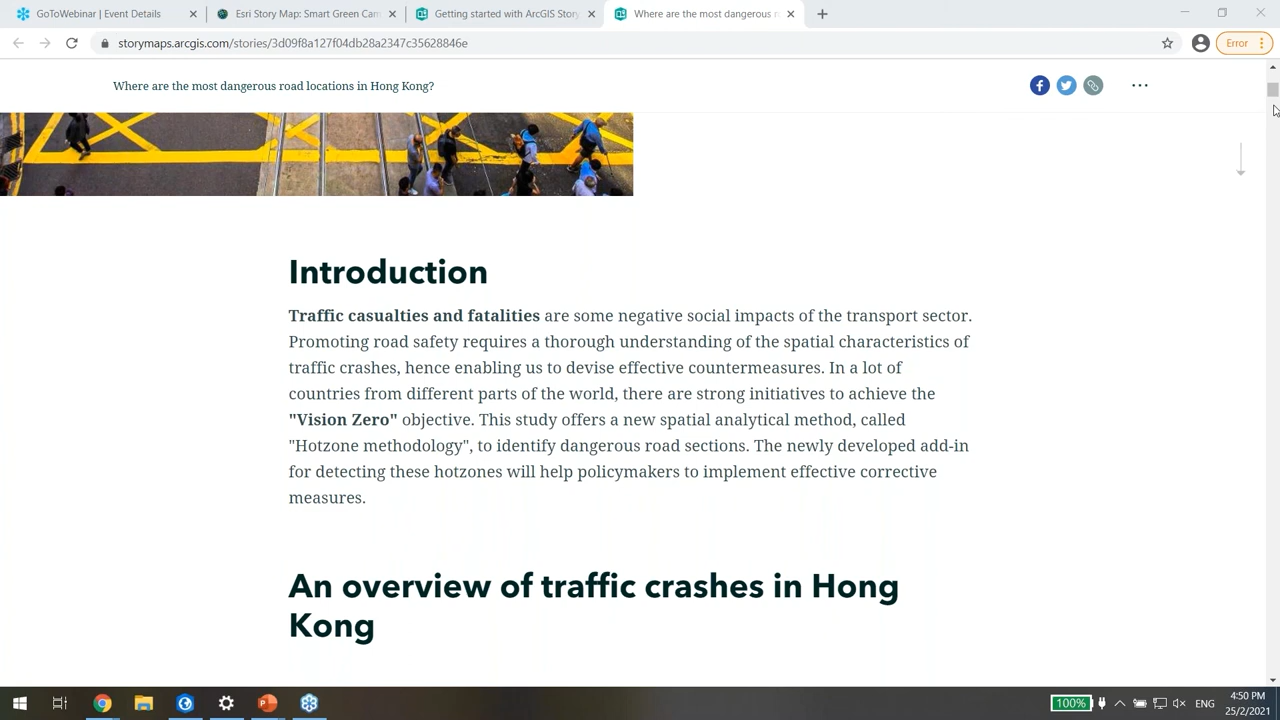 GoToWebinar | Event Details
Esri Story Map: Smart Green Cam
Getting started with ArcGIS Story
Where are the most dangerous r
storymaps.arcgis.com/stories/3d09f8a127f04db28a2347c35628846e
Error
Where are the most dangerous road locations in Hong Kong?
Introduction
Traffic casualties and fatalities are some negative social impacts of the transport sector.
Promoting road safety requires a thorough understanding of the spatial characteristics of
traffic crashes, hence enabling us to devise effective countermeasures. In a lot of
countries from different parts of the world, there are strong initiatives to achieve the
"Vision Zero" objective. This study offers a new spatial analytical method, called
"Hotzone methodology", to identify dangerous road sections. The newly developed add-in
for detecting these hotzones will help policymakers to implement effective corrective
measures.
An overview of traffic crashes in Hong
Kong
100%
ENG
4:50 PM
25/2/2021